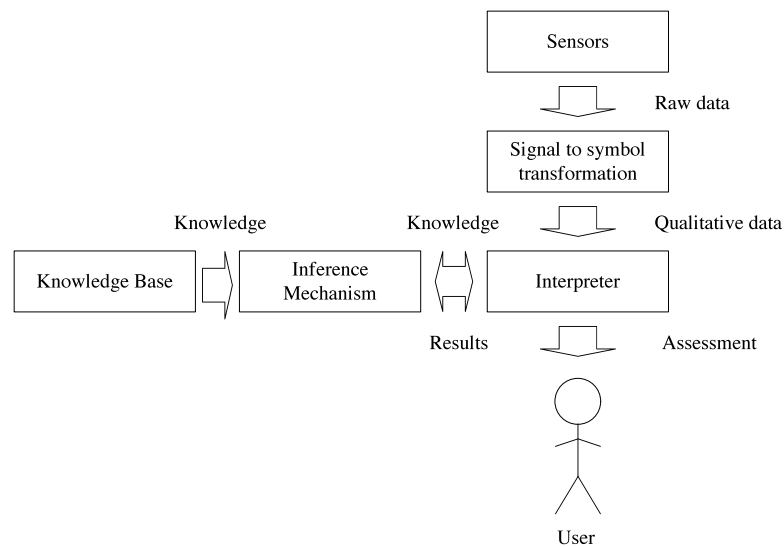 Sensors
Raw data
Signal to symbol
transformation
Knowledge
Knowledge
Qualitative data
Knowledge Base
Inference
Mechanism
Interpreter
Results
Assessment
User